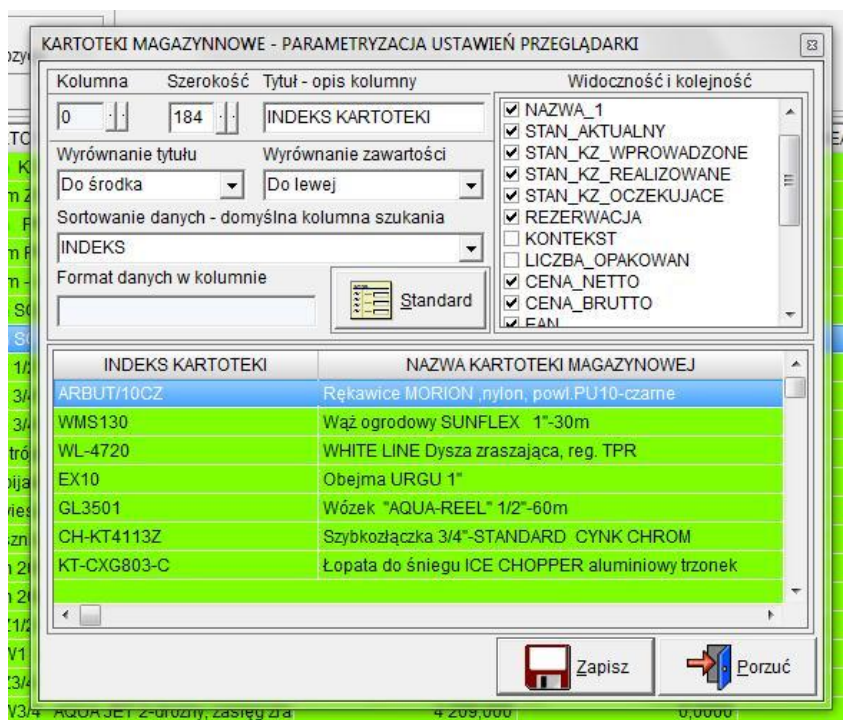 KARTOTEKI MAGAZYNNOWE - PARAMETRYZACJA USTAWIEŃ PRZEGLĄDARKI
Kolumna Szerokość Tytuł - opis kolumny
0 184 INDEKS KARTOTEKI
Wyrównanie tytułu Wyrównanie zawartości
Do środka Do lewej
Sortowanie danych - domyślna kolumna szukania
INDEKS
Format danych w kolumnie
Standard
Widoczność i kolejność
NAZWA_1
STAN_AKTUALNY
STAN_KZ_WPROWADZONE
STAN_KZ_REALIZOWANE
STAN_KZ_OCZEKUJACE
REZERWACJA
KONTEKST
LICZBA_OPAKOWAN
CENA_NETTO
CENA_BRUTTO
EAN
INDEKS KARTOTEKI NAZWA KARTOTEKI MAGAZYNOWEJ
ARBUT/10CZ Rękawice MORION ,nylon, powl.PU10-czarne
WMS130 Wąż ogrodowy SUNFLEX 1"-30m
WL-4720 WHITE LINE Dysza zraszająca, reg. TPR
EX10 Obejma URGU 1"
GL3501 Wózek "AQUA-REEL" 1/2"-60m
CH-KT4113Z Szybkozłączka 3/4"-STANDARD CYNK CHROM
KT-CXG803-C Łopata do śniegu ICE CHOPPER aluminiowy trzonek
Zapisz Porzuć